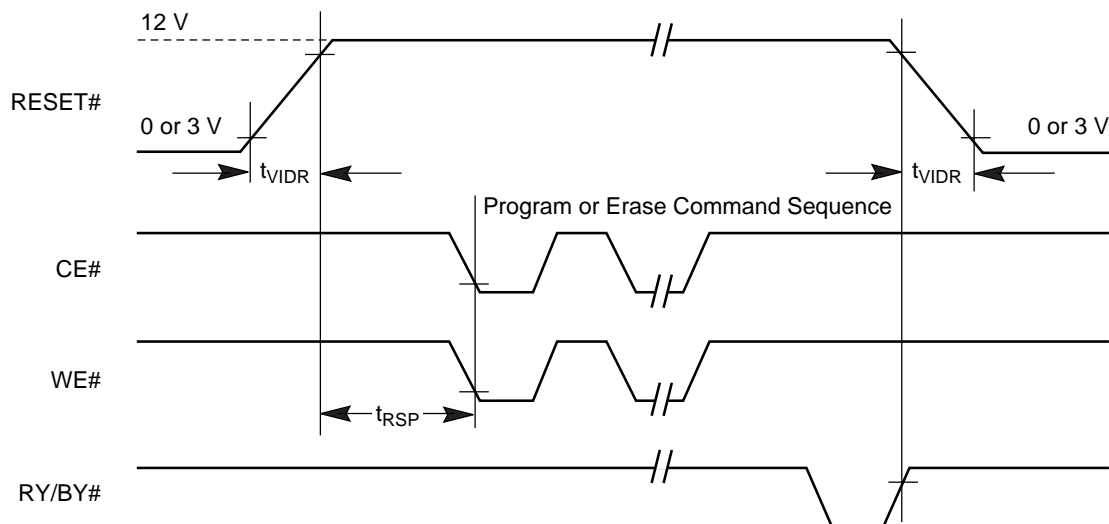 12 V
RESET#
0 or 3 V
0 or 3 V
tVIDR
tVIDR
Program or Erase Command Sequence
CE#
WE#
tRSP
RY/BY#